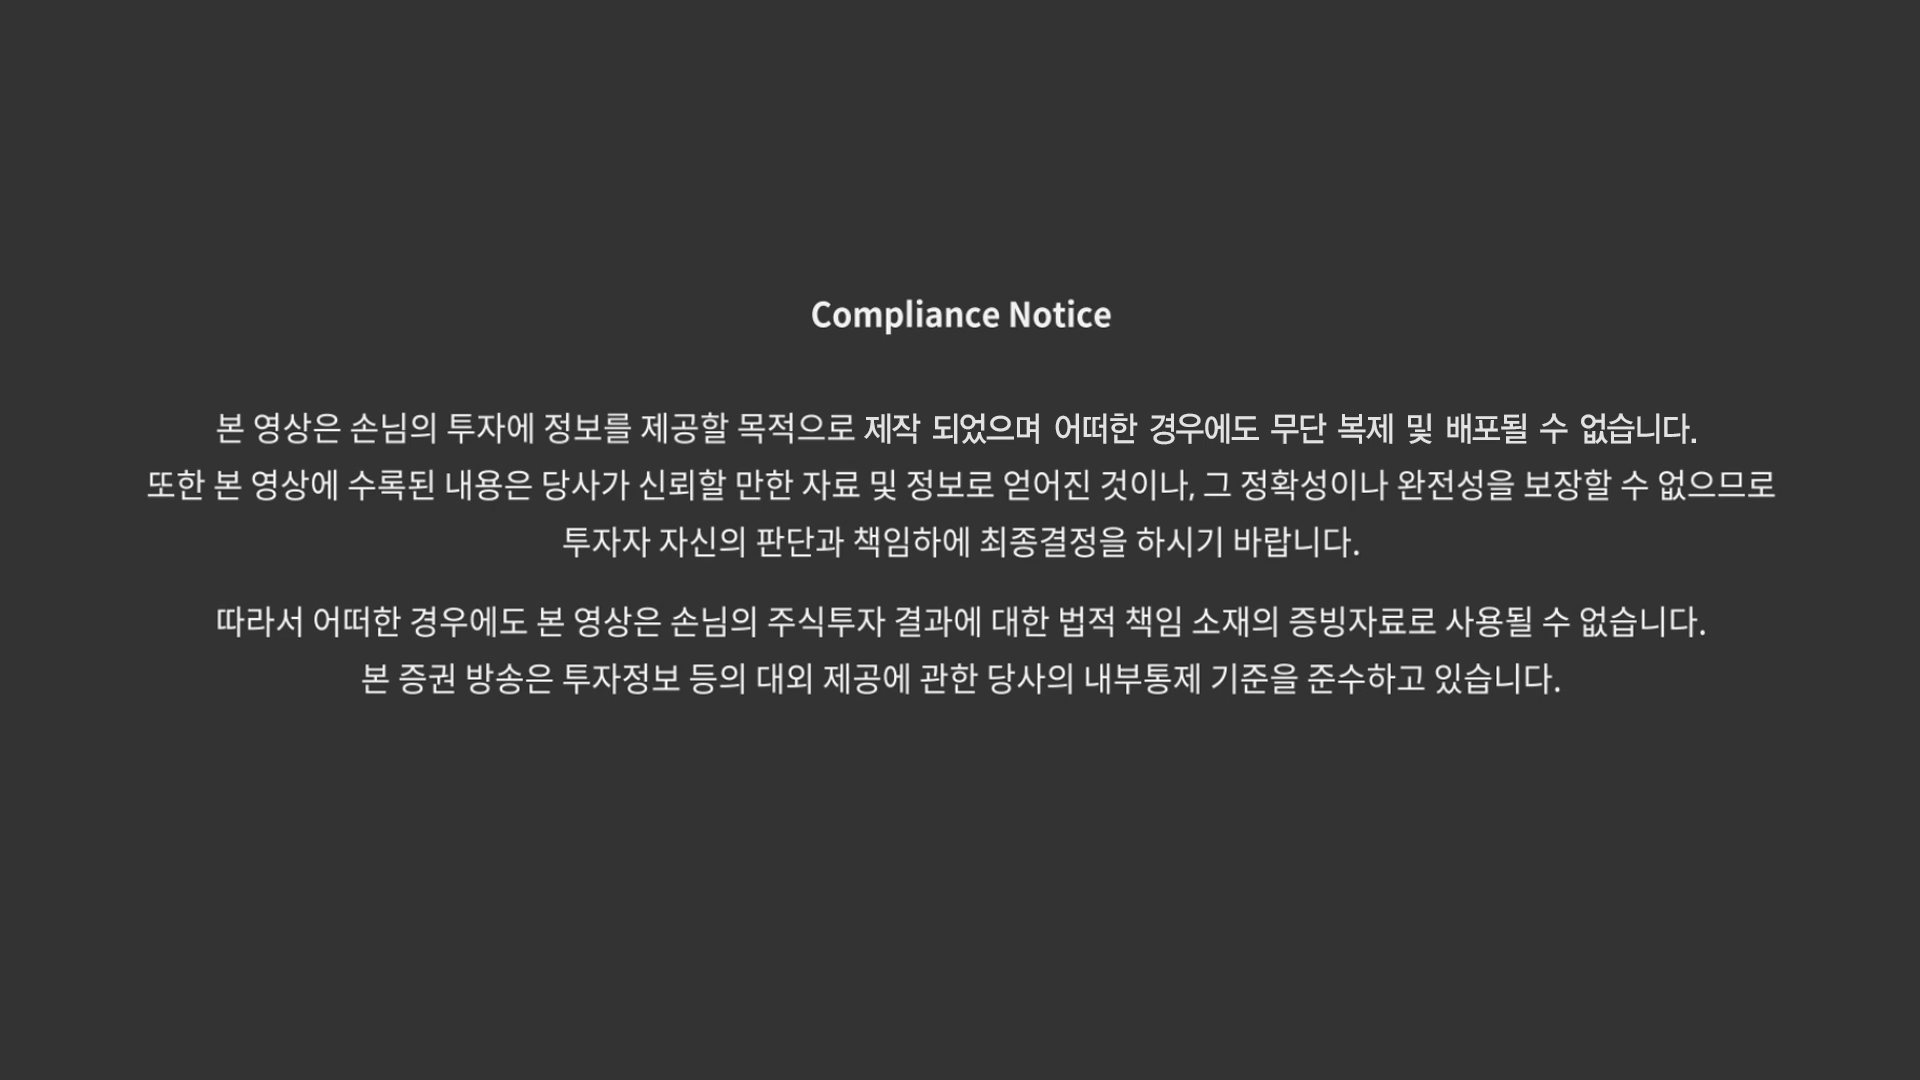 Compliance Notice
본 영상은 손님의 투자에 정보를 제공할 목적으로 제작 되었으며 어떠한 경우에도 무단 복제 및 배포될 수 없습니다.
또한 본 영상에 수록된 내용은 당사가 신뢰할 만한 자료 및 정보로 얻어진 것이나, 그 정확성이나 완전성을 보장할 수 없으므로
투자자 자신의 판단과 책임하에 최종결정을 하시기 바랍니다.
따라서 어떠한 경우에도 본 영상은 손님의 주식투자 결과에 대한 법적 책임 소재의 증빙자료로 사용될 수 없습니다.
본 증권 방송은 투자정보 등의 대외 제공에 관한 당사의 내부통제 기준을 준수하고 있습니다.